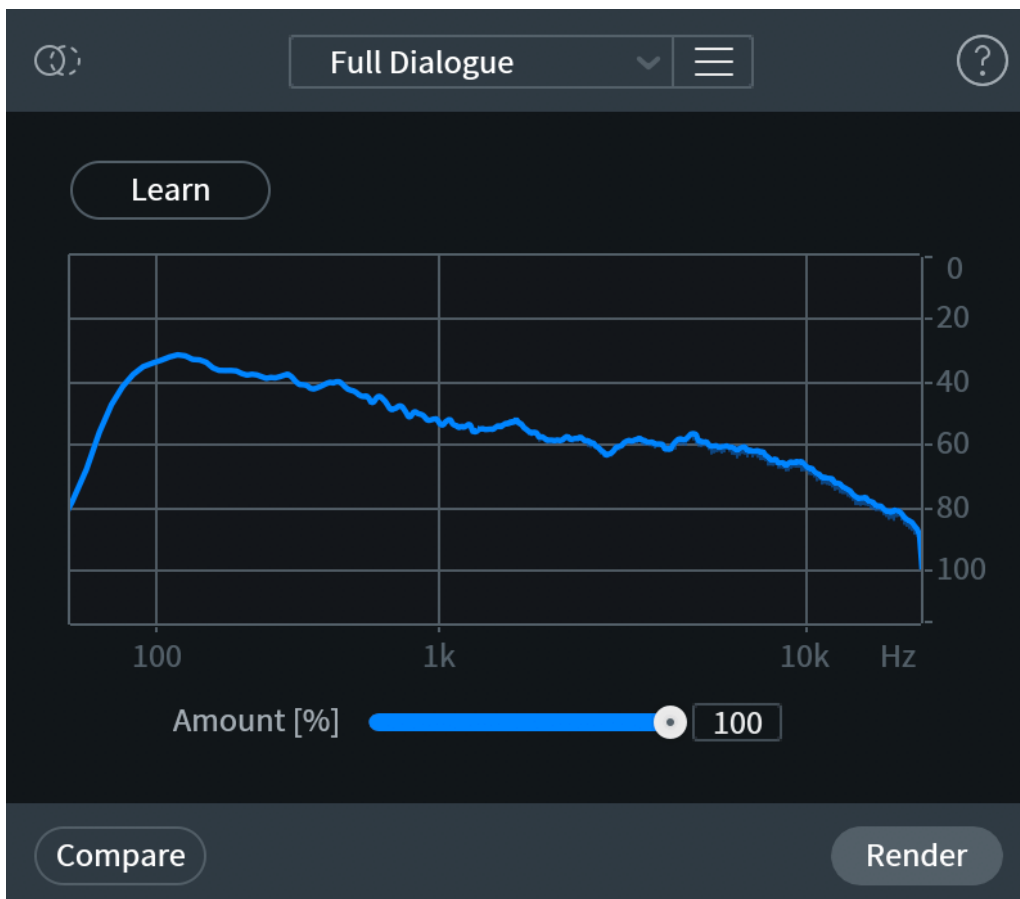 Full Dialogue
?
Learn
0
-20
-40
-60
-80
-100
100 1k 10k Hz
Amount [%] 100
Compare Render